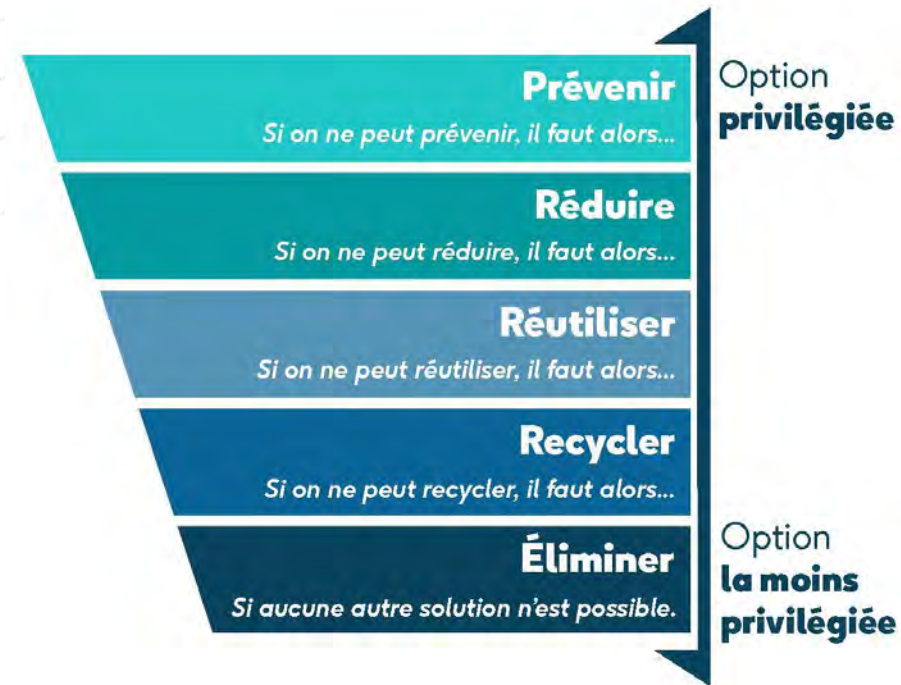 Prévenir
Si on ne peut prévenir, il faut alors...
Option
privilégiée
Réduire
Si on ne peut réduire, il faut alors...
Réutiliser
Si on ne peut réutiliser, il faut alors...
Recycler
Si on ne peut recycler, il faut alors...
Éliminer
Si aucune autre solution n'est possible.
Option
la moins
privilégiée